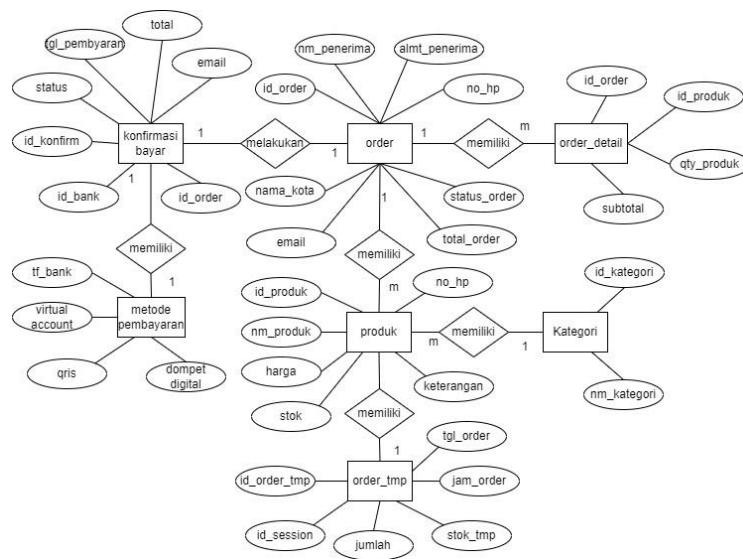 total
tgl_pembyaran
email
status
id_konfirm
konfirmasi
bayar
id_bank
id_order
1
melakukan
1
nm_penerima
almt_penerima
id_order
no_hp
order
nama_kota
status_order
email
total_order
1
memiliki
m
id_order
id_produk
order_detail
qty_produk
subtotal
1
memiliki
1
tf_bank
virtual
account
metode
pembayaran
qris
dompet
digital
1
memiliki
m
id_produk
no_hp
nm_produk
produk
harga
keterangan
stok
m
memiliki
1
id_kategori
Kategori
nm_kategori
memiliki
1
tgl_order
id_order_tmp
order_tmp
jam_order
id_session
jumlah
stok_tmp